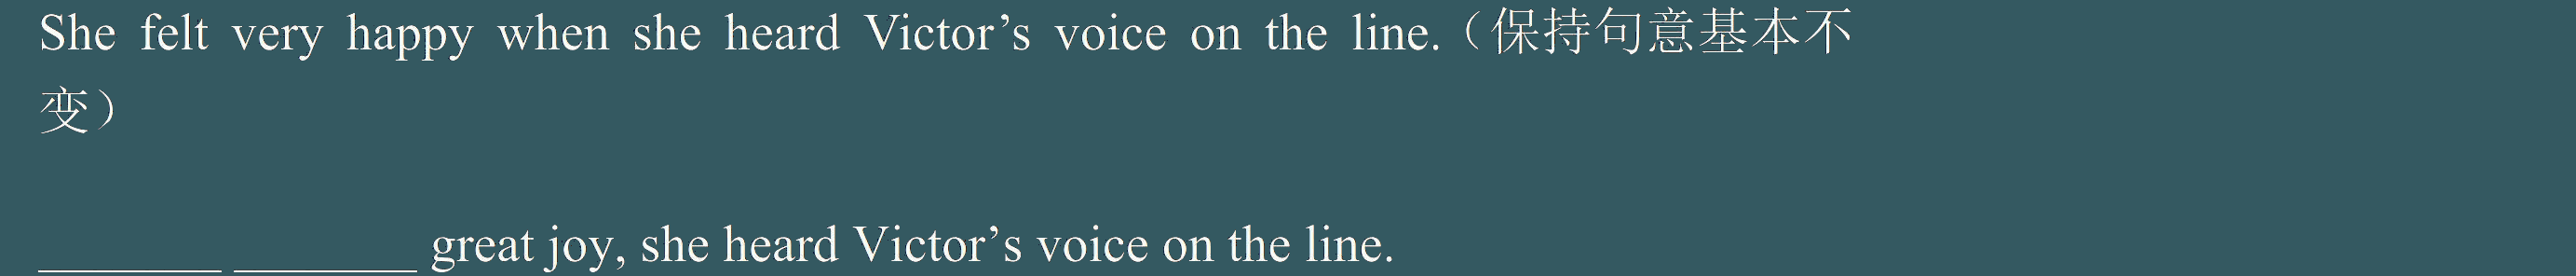 She felt very happy when she heard Victor’s voice on the line.（保持句意基本不
变）
________ ________ great joy, she heard Victor’s voice on the line.